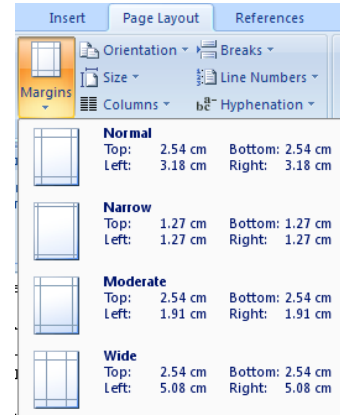 Insert Page Layout References
Orientation Breaks
Margins Size Line Numbers
Columns Hyphenation
Normal
Top: 2.54 cm Bottom: 2.54 cm
Left: 3.18 cm Right: 3.18 cm
Narrow
Top: 1.27 cm Bottom: 1.27 cm
Left: 1.27 cm Right: 1.27 cm
Moderate
Top: 2.54 cm Bottom: 2.54 cm
Left: 1.91 cm Right: 1.91 cm
Wide
Top: 2.54 cm Bottom: 2.54 cm
Left: 5.08 cm Right: 5.08 cm